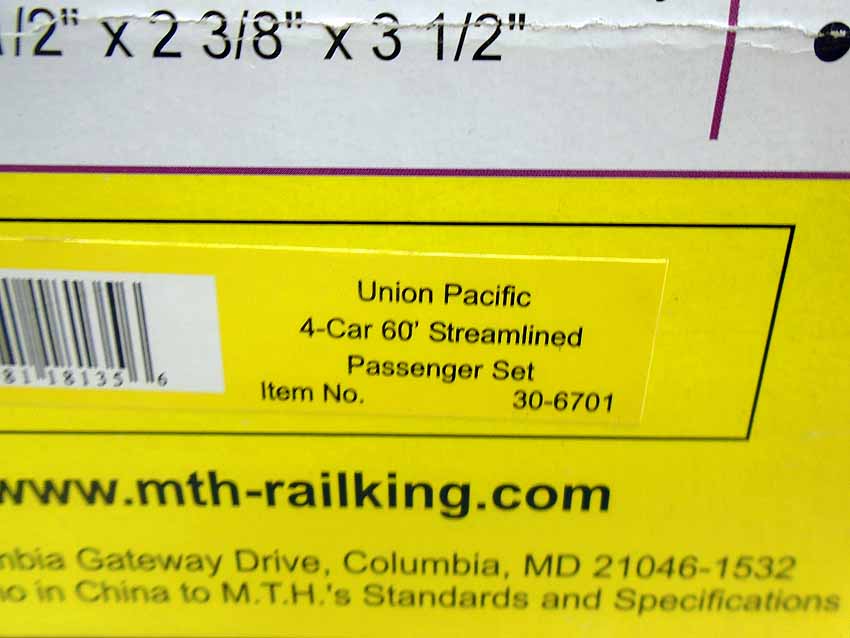 /2" x 2 3/8" x 3 1/2"
Union Pacific
4-Car 60' Streamlined
Passenger Set
Item No. 30-6701
81 18135 6
www.mth-railking.com
Gateway Drive, Columbia, MD 21046-1532
in China to M.T.H.'s Standards and Specifications